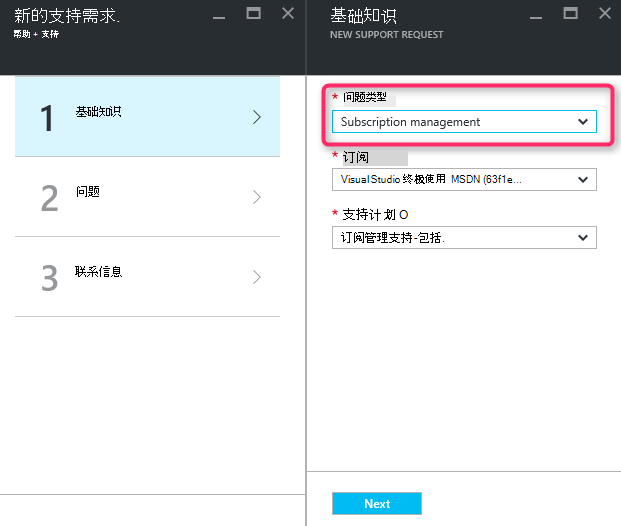 新的支持需求.
帮助 + 支持
1 基础知识
2 问题
3 联系信息
基础知识
NEW SUPPORT REQUEST
* 问题类型
Subscription management
* 订阅
Visual Studio 终极使用 MSDN (63f1e...
* 支持计划 O
订阅管理支持-包括.
Next